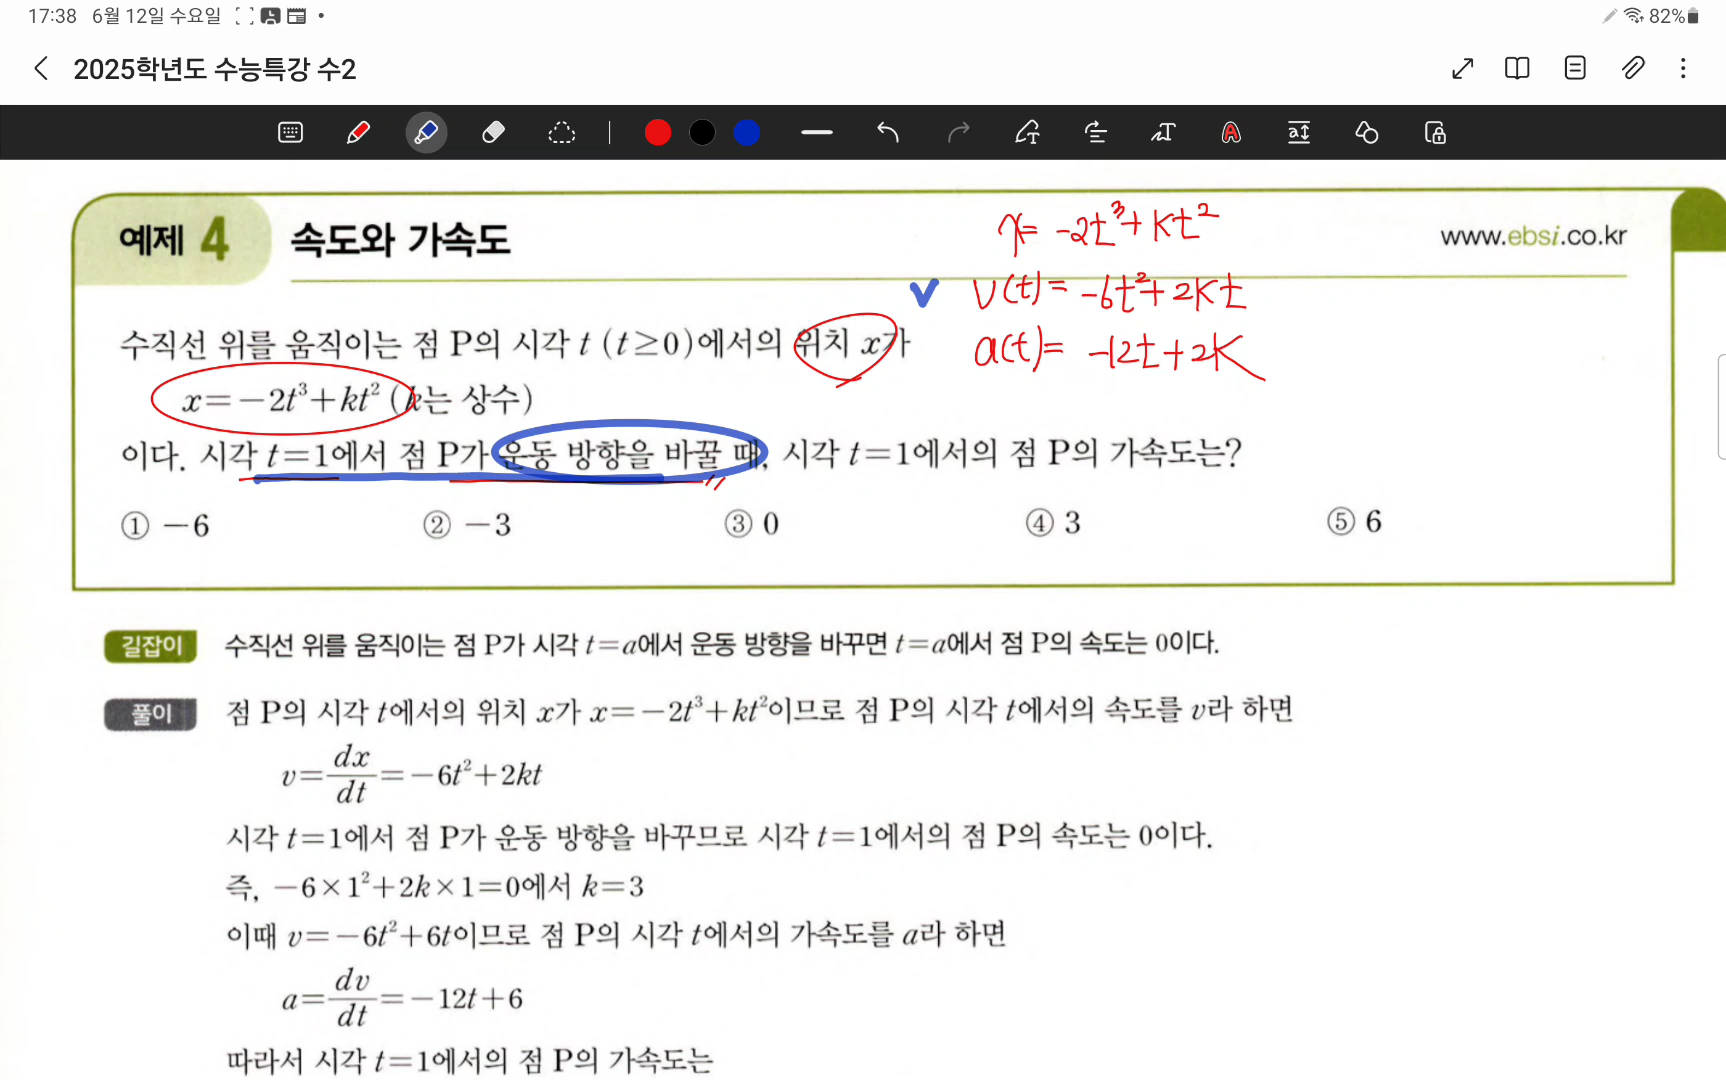 17:38 6월 12일 수요일
82%
2025학년도 수능특강 수2
예제 4 속도와 가속도
www.ebsi.co.kr
x= -2t³+kt²
v(t)= -6t²+2kt
a(t)= -12t+2k
수직선 위를 움직이는 점 P의 시각 t (t≥0)에서의 위치 x가
x=-2t³+kt² (k는 상수)
이다. 시각 t=1에서 점 P가 운동 방향을 바꿀 때, 시각 t=1에서의 점 P의 가속도는?
① -6 ② -3 ③ 0 ④ 3 ⑤ 6
길잡이 수직선 위를 움직이는 점 P가 시각 t=a에서 운동 방향을 바꾸면 t=a에서 점 P의 속도는 0이다.
풀이 점 P의 시각 t에서의 위치 x가 x=-2t³+kt²이므로 점 P의 시각 t에서의 속도를 v라 하면
v=dx/dt=-6t²+2kt
시각 t=1에서 점 P가 운동 방향을 바꾸므로 시각 t=1에서의 점 P의 속도는 0이다.
즉, -6×1²+2k×1=0에서 k=3
이때 v=-6t²+6t이므로 점 P의 시각 t에서의 가속도를 a라 하면
a=dv/dt=-12t+6
따라서 시각 t=1에서의 점 P의 가속도는